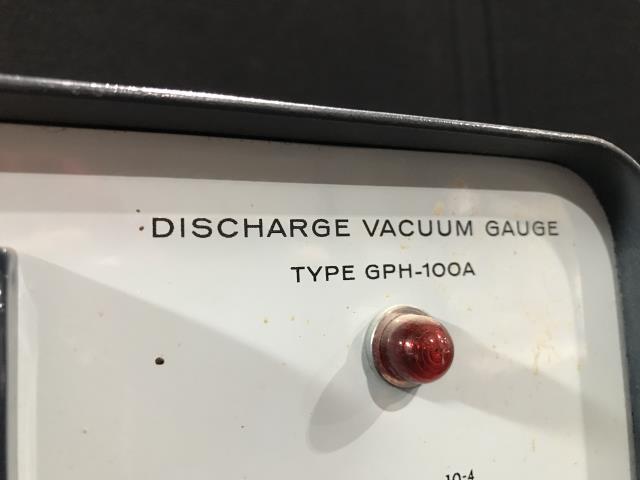 DISCHARGE VACUUM GAUGE
TYPE GPH-100A
10-4